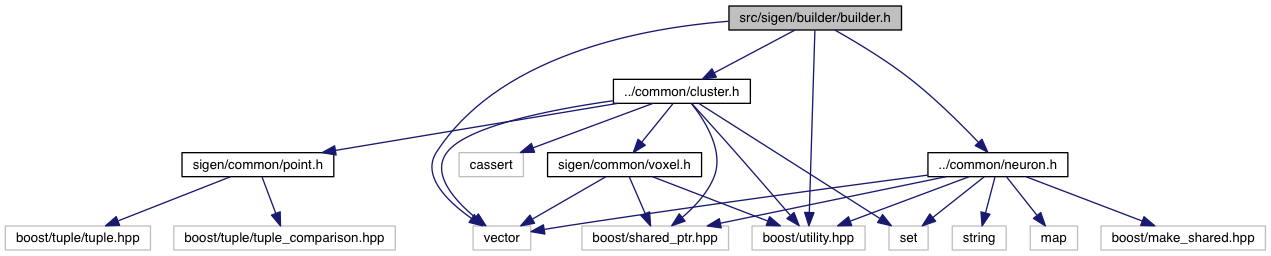 src/sigen/builder/builder.h
../common/cluster.h
sigen/common/point.h
cassert
sigen/common/voxel.h
../common/neuron.h
boost/tuple/tuple.hpp
boost/tuple/tuple_comparison.hpp
vector
boost/shared_ptr.hpp
boost/utility.hpp
set
string
map
boost/make_shared.hpp